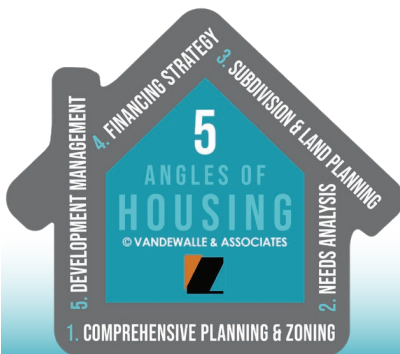 5
ANGLES OF
HOUSING
© VANDEWALLE & ASSOCIATES
1. COMPREHENSIVE PLANNING & ZONING
2. NEEDS ANALYSIS
3. SUBDIVISION & LAND PLANNING
4. FINANCING STRATEGY
5. DEVELOPMENT MANAGEMENT